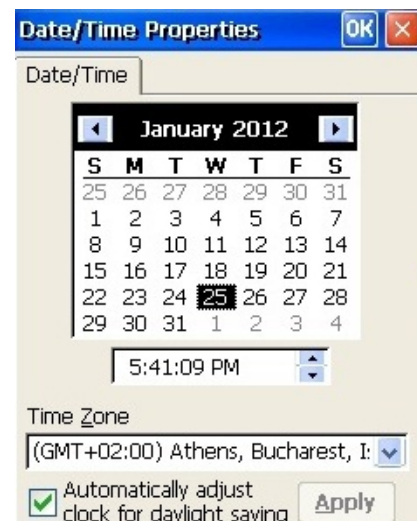 Date/Time Properties OK
Date/Time
January 2012
S M T W T F S
25 26 27 28 29 30 31
1 2 3 4 5 6 7
8 9 10 11 12 13 14
15 16 17 18 19 20 21
22 23 24 25 26 27 28
29 30 31 1 2 3 4
5:41:09 PM
Time Zone
(GMT+02:00) Athens, Bucharest, I:
Automatically adjust
clock for daylight saving
Apply